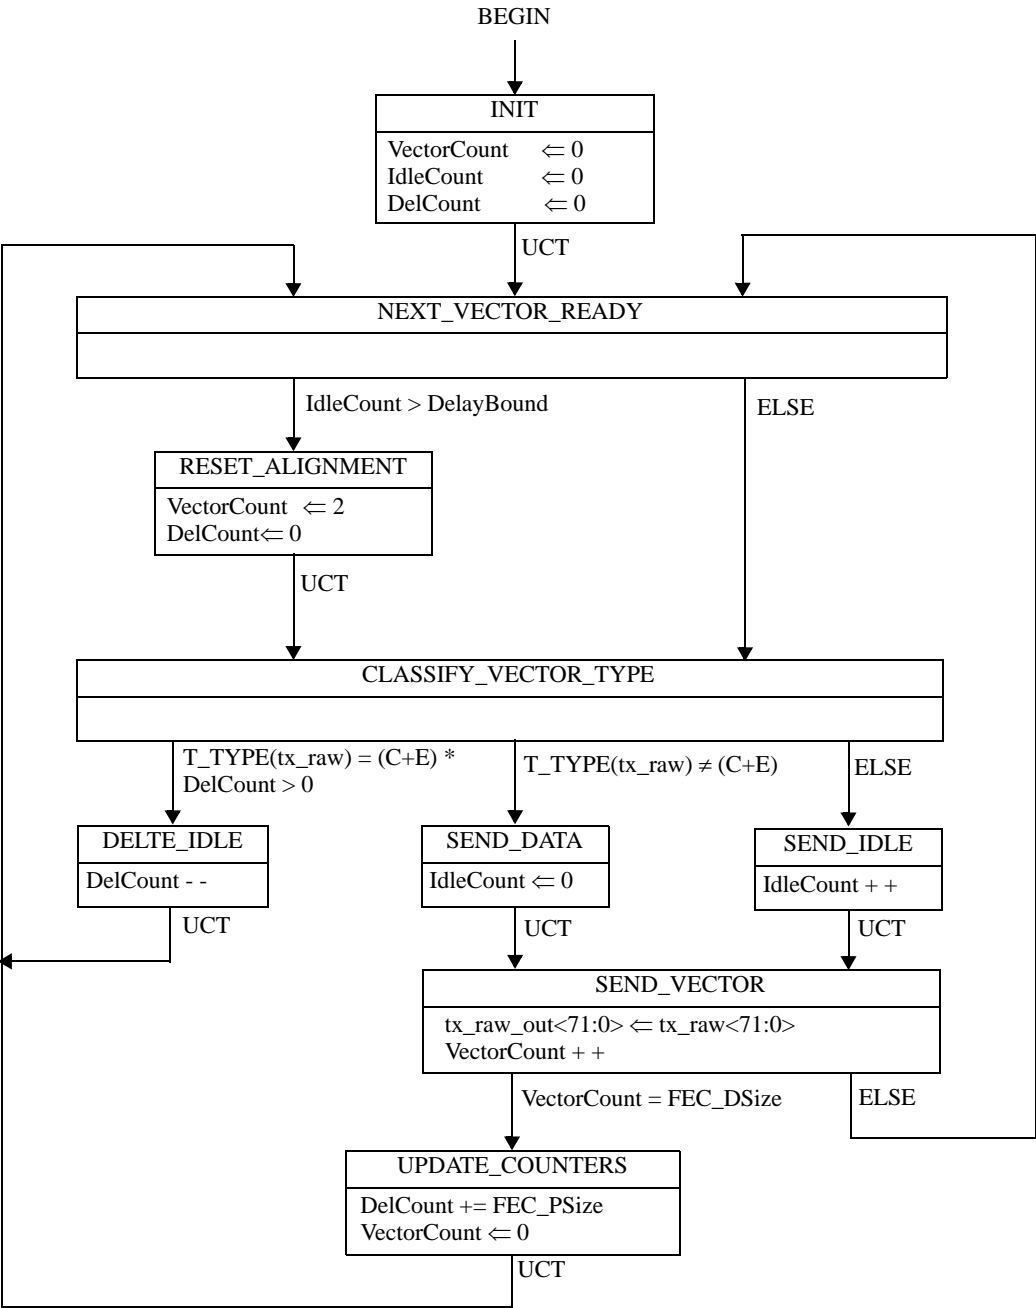 BEGIN
INIT
VectorCount ⇐ 0
IdleCount ⇐ 0
DelCount ⇐ 0
UCT
NEXT_VECTOR_READY
IdleCount > DelayBound
ELSE
RESET_ALIGNMENT
VectorCount ⇐ 2
DelCount⇐ 0
UCT
CLASSIFY_VECTOR_TYPE
T_TYPE(tx_raw) = (C+E) *
DelCount > 0
T_TYPE(tx_raw) ≠ (C+E)
ELSE
DELTE_IDLE
DelCount - -
UCT
SEND_DATA
IdleCount ⇐ 0
UCT
SEND_IDLE
IdleCount + +
UCT
SEND_VECTOR
tx_raw_out<71:0> ⇐ tx_raw<71:0>
VectorCount + +
VectorCount = FEC_DSize
ELSE
UPDATE_COUNTERS
DelCount += FEC_PSize
VectorCount ⇐ 0
UCT